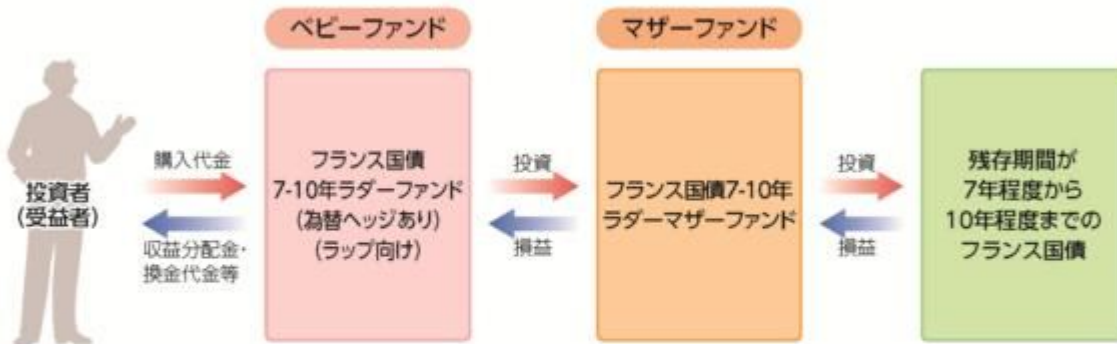 ベビーファンド
マザーファンド
投資者
(受益者)
購入代金
収益分配金・
換金代金等
フランス国債
7-10年ラダーファンド
(為替ヘッジあり)
(ラップ向け)
投資
損益
フランス国債7-10年
ラダーマザーファンド
投資
損益
残存期間が
7年程度から
10年程度までの
フランス国債